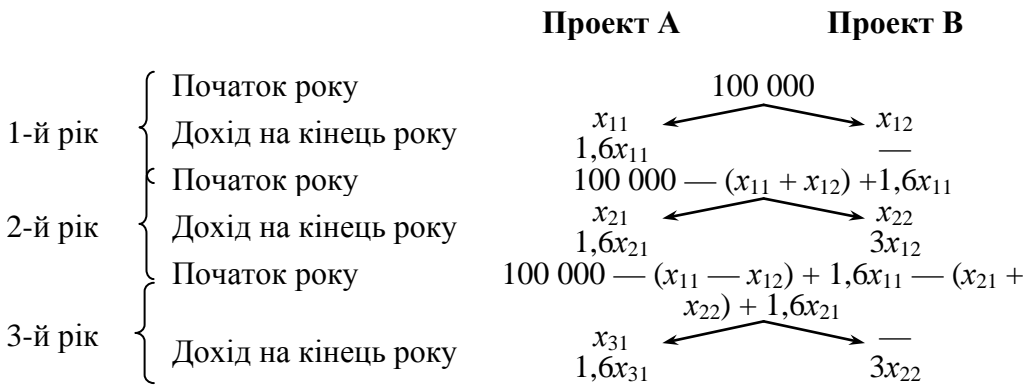 Проект А Проект В
Початок року 100 000
1-й рік Дохід на кінець року x11 x12
1,6x11 —
Початок року 100 000 — (x11 + x12) +1,6x11
2-й рік Дохід на кінець року x21 x22
1,6x21 3x12
Початок року 100 000 — (x11 — x12) + 1,6x11 — (x21 +
x22) + 1,6x21
3-й рік Дохід на кінець року x31 —
1,6x31 3x22